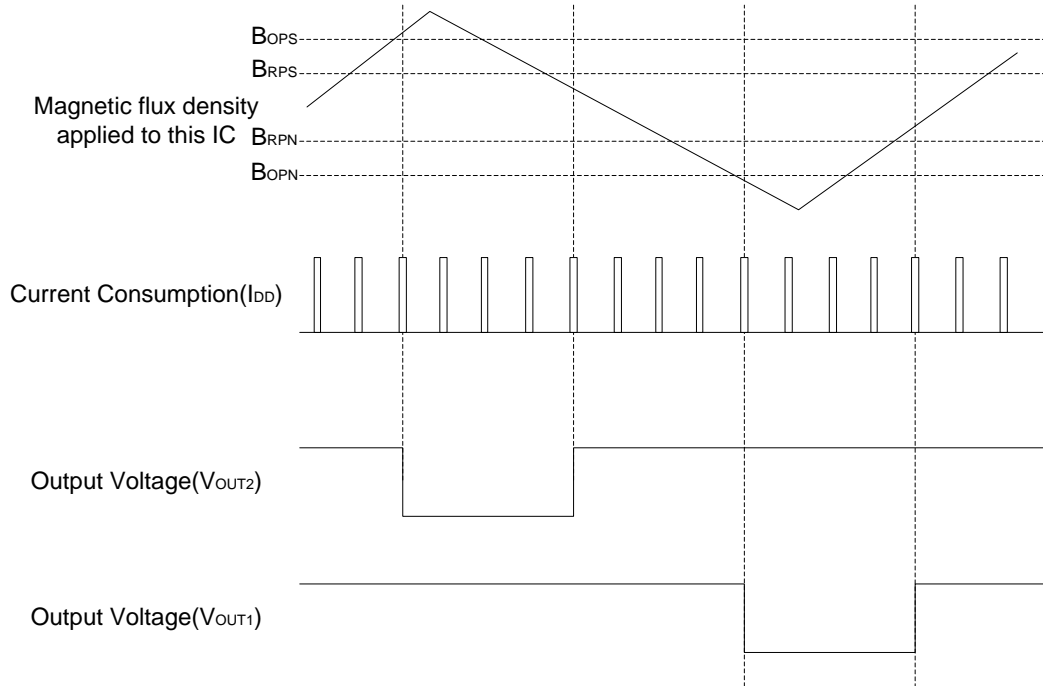 BOPS
BRPS
Magnetic flux density
applied to this IC
BRPN
BOPN
Current Consumption(IDD)
Output Voltage(VOUT2)
Output Voltage(VOUT1)